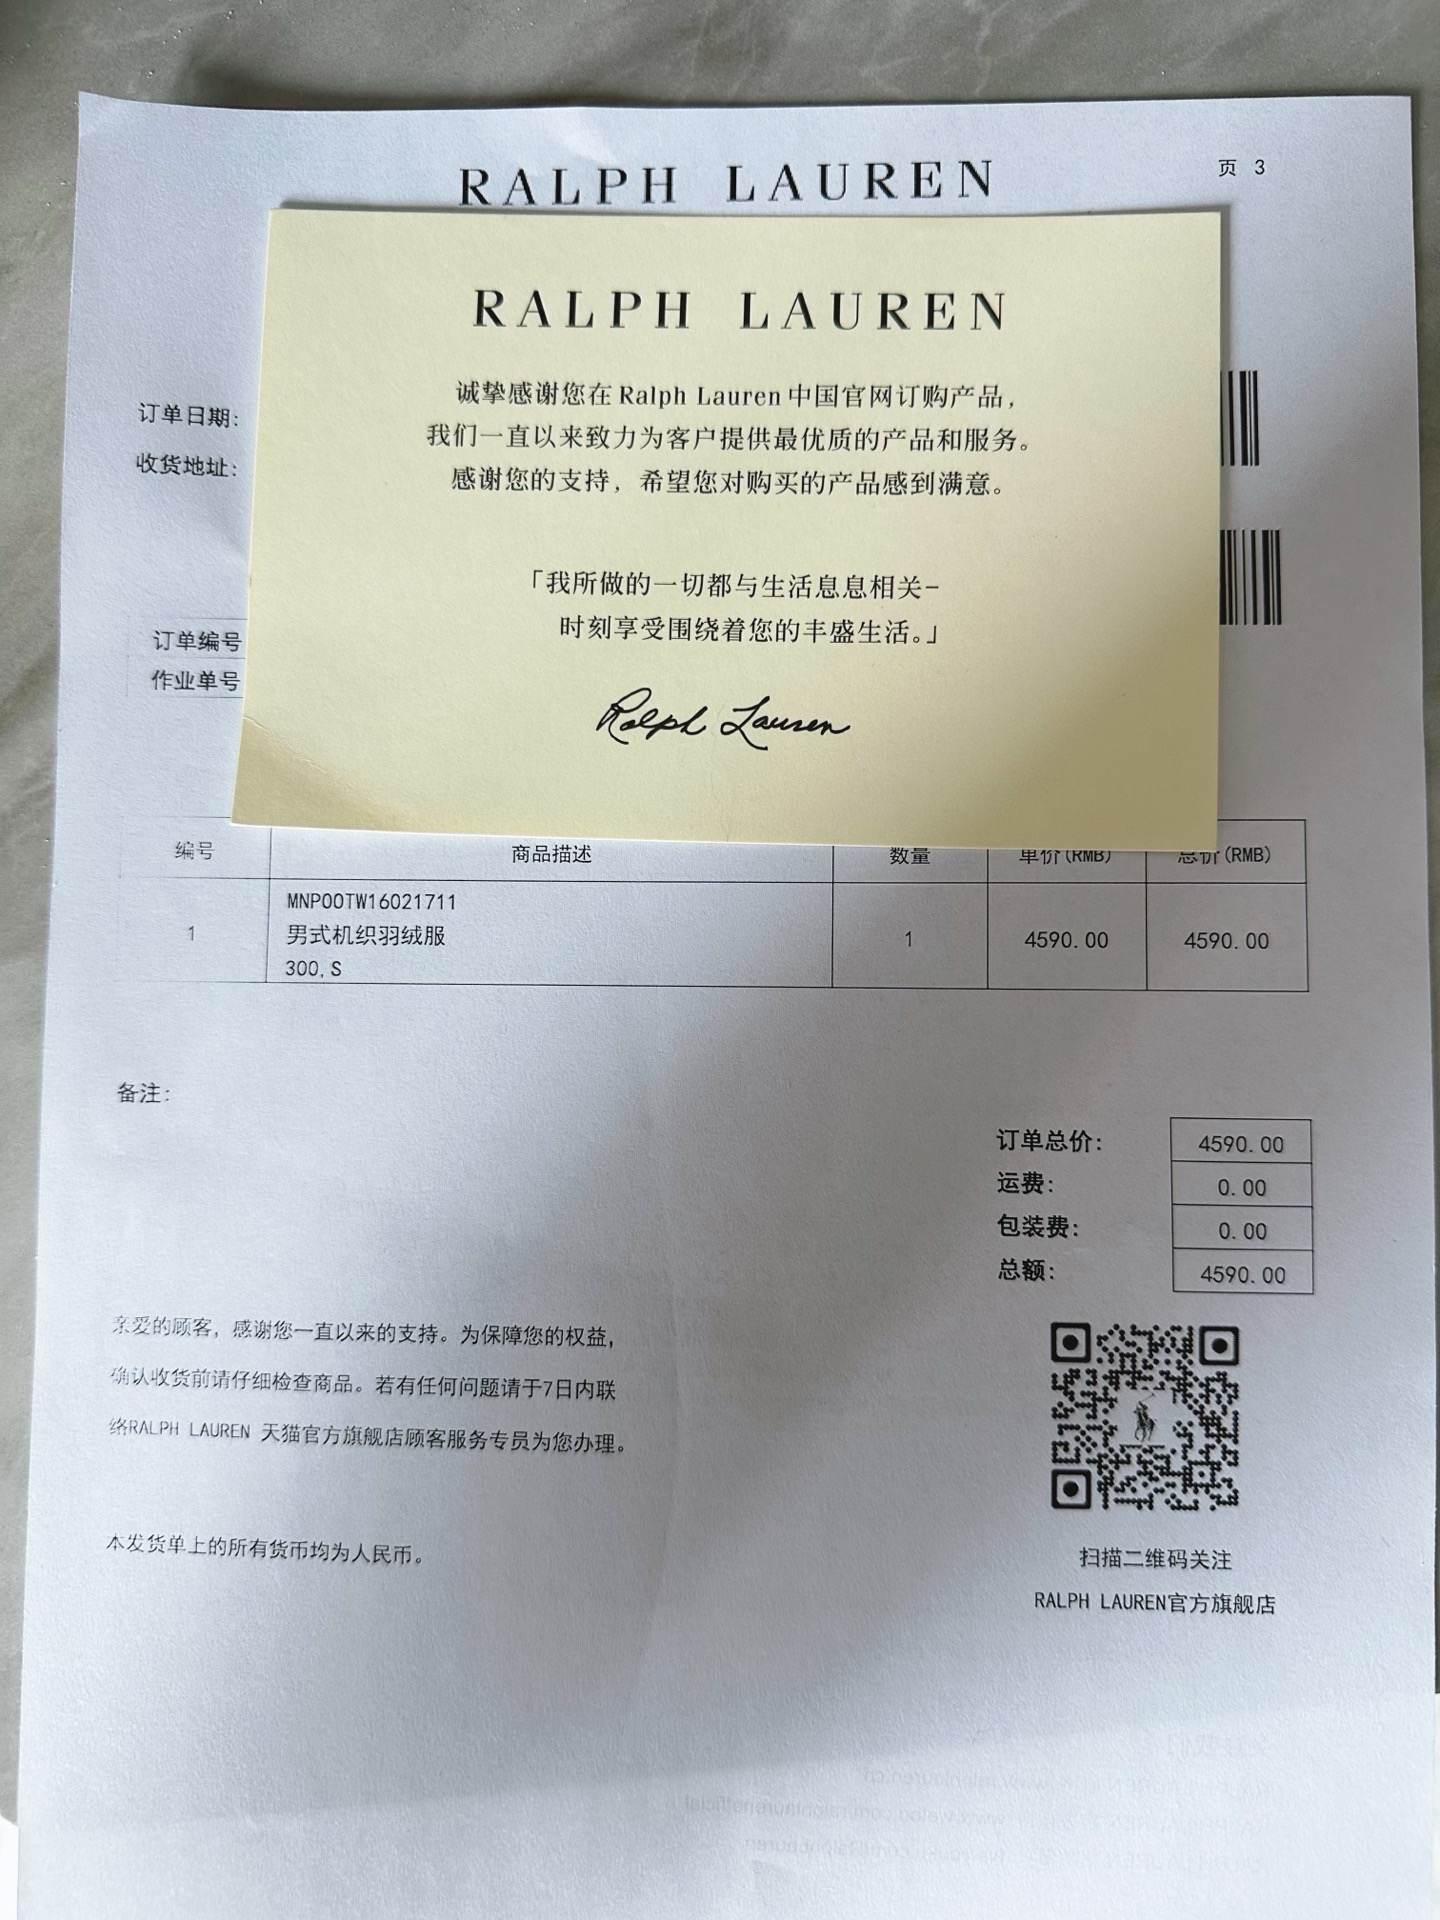 RALPH LAUREN
页 3
RALPH LAUREN
诚挚感谢您在 Ralph Lauren 中国官网订购产品，
我们一直以来致力为客户提供最优质的产品和服务。
感谢您的支持，希望您对购买的产品感到满意。
「我所做的一切都与生活息息相关-
时刻享受围绕着您的丰盛生活。」
Ralph Lauren
订单日期:
收货地址:
订单编号
作业单号
编号 商品描述 数量 单价(RMB) 总价(RMB)
MNPOOTW16021711
1 男式机织羽绒服 1 4590.00 4590.00
300,S
备注:
订单总价: 4590.00
运费: 0.00
包装费: 0.00
总额: 4590.00
亲爱的顾客，感谢您一直以来的支持。为保障您的权益，
确认收货前请仔细检查商品。若有任何问题请于7日内联
络RALPH LAUREN 天猫官方旗舰店顾客服务专员为您办理。
本发货单上的所有货币均为人民币。
扫描二维码关注
RALPH LAUREN官方旗舰店